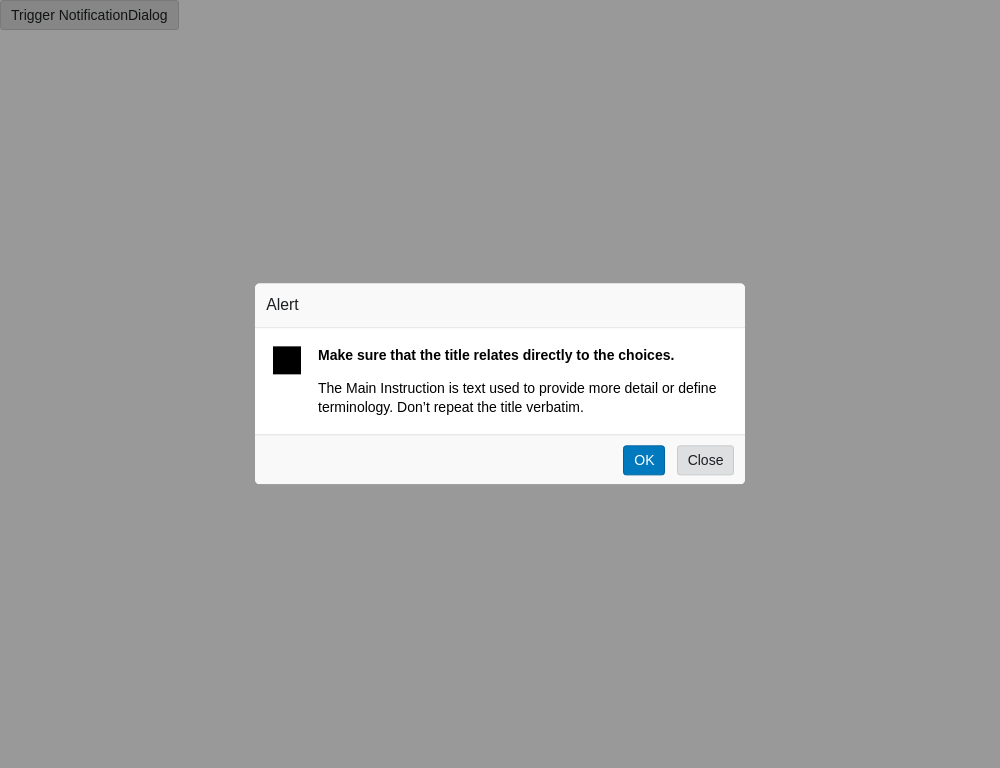 Trigger NotificationDialog
Alert
Make sure that the title relates directly to the choices.
The Main Instruction is text used to provide more detail or define
terminology. Don’t repeat the title verbatim.
OK
Close